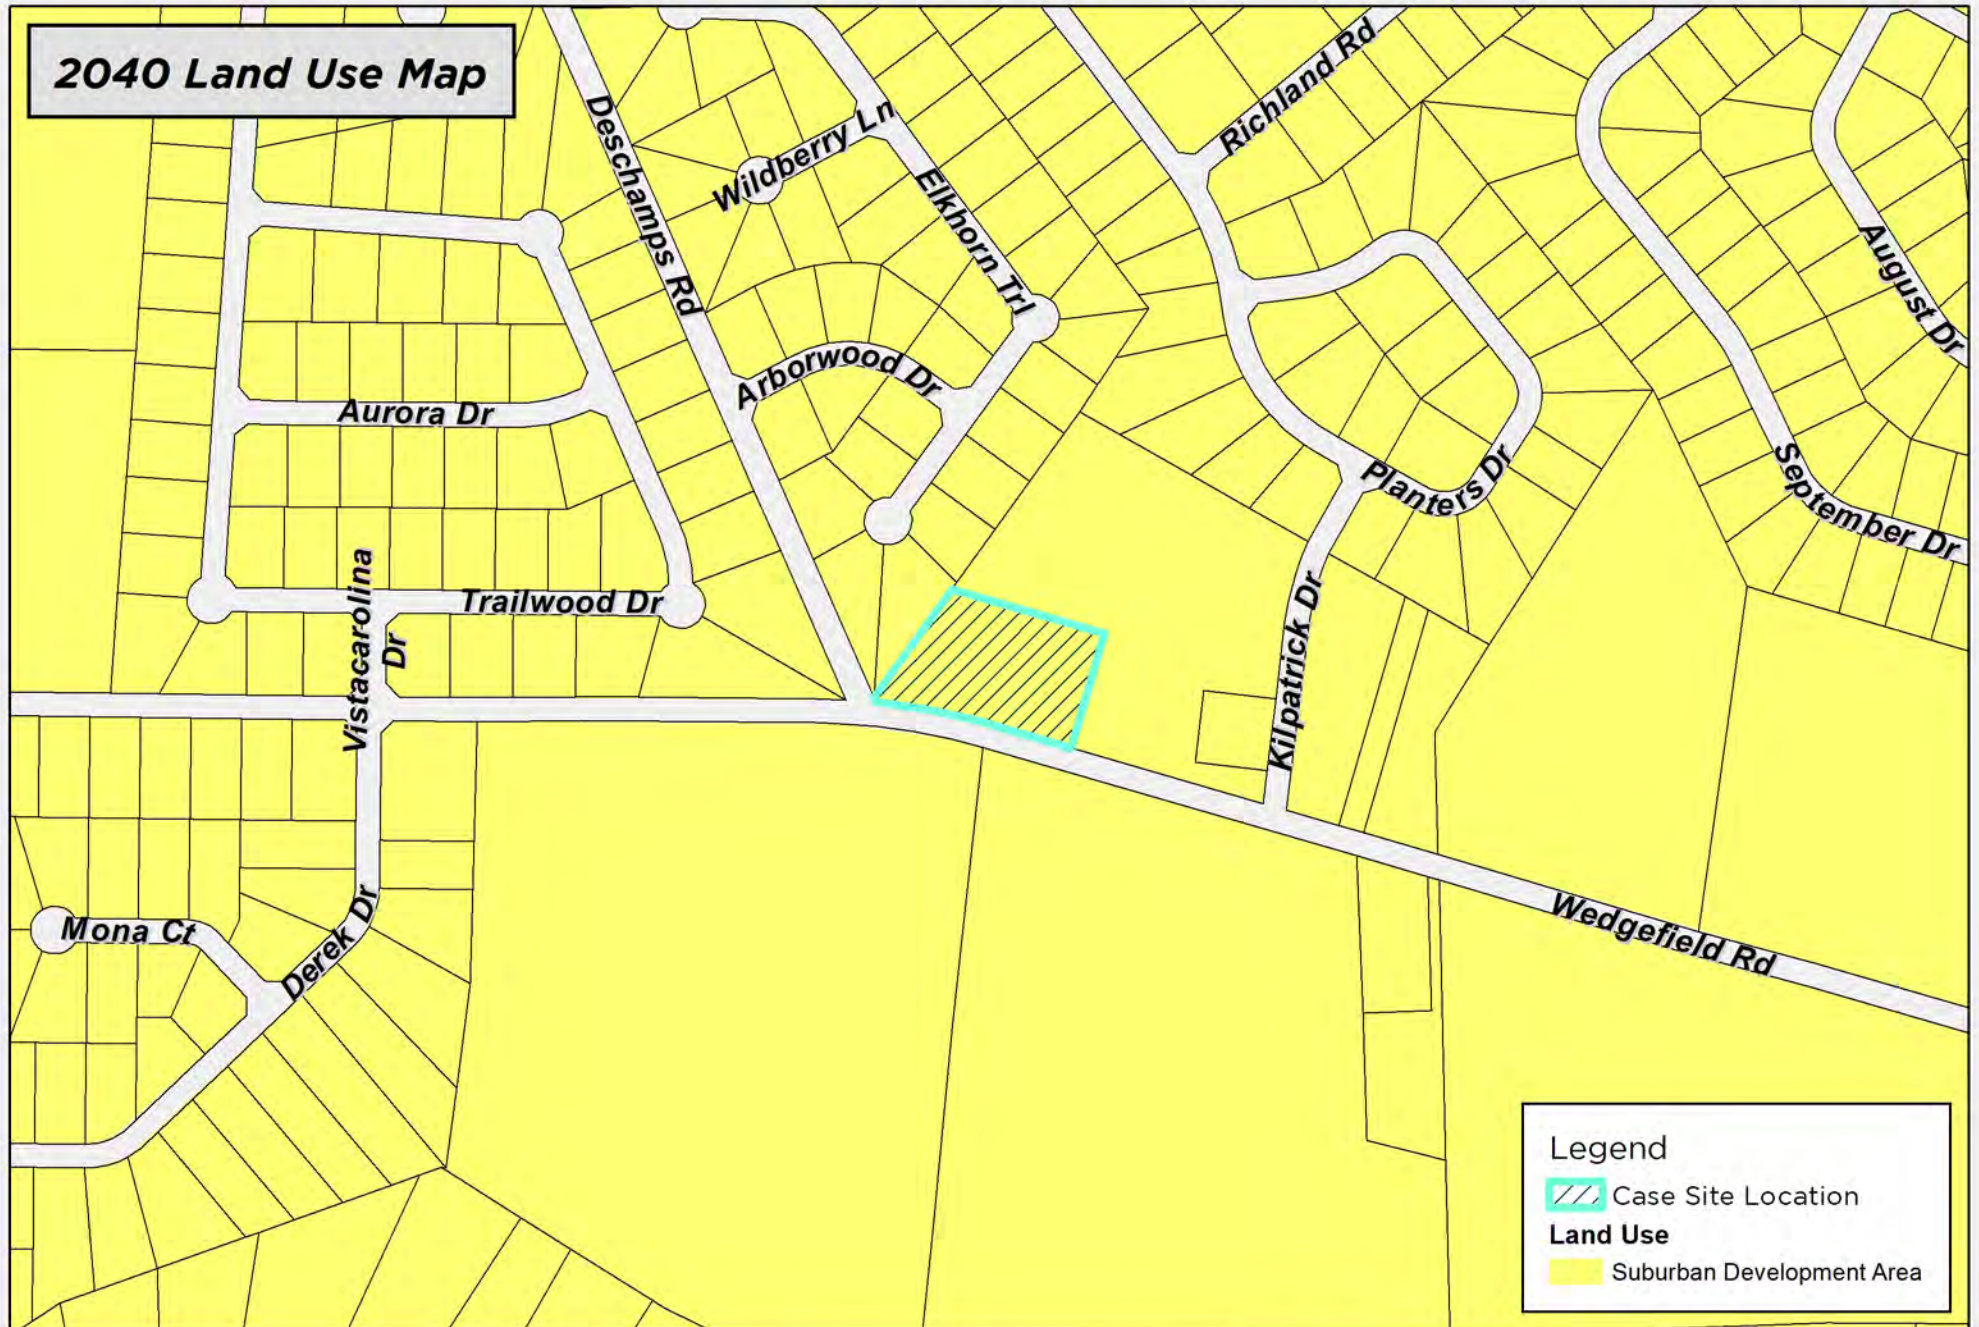 2040 Land Use Map
Richland Rd
Deschamps Rd
Wildberry Ln
Elkhorn Trl
August Dr
Arborwood Dr
Aurora Dr
Planters Dr
September Dr
Vistacarolina
Dr
Trailwood Dr
Kilpatrick Dr
Mona Ct
Derek Dr
Wedgefield Rd
Legend
Case Site Location
Land Use
Suburban Development Area